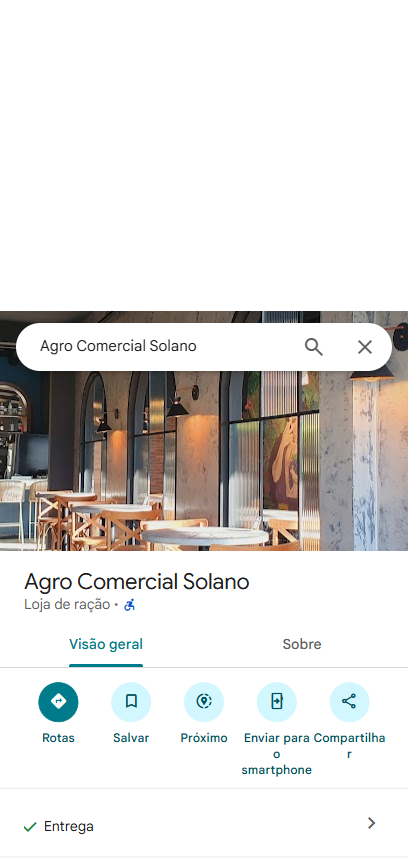 Agro Comercial Solano
Agro Comercial Solano
Loja de ração •
Visão geral Sobre
Rotas Salvar Próximo Enviar para Compartilha
o r
smartphone
Entrega